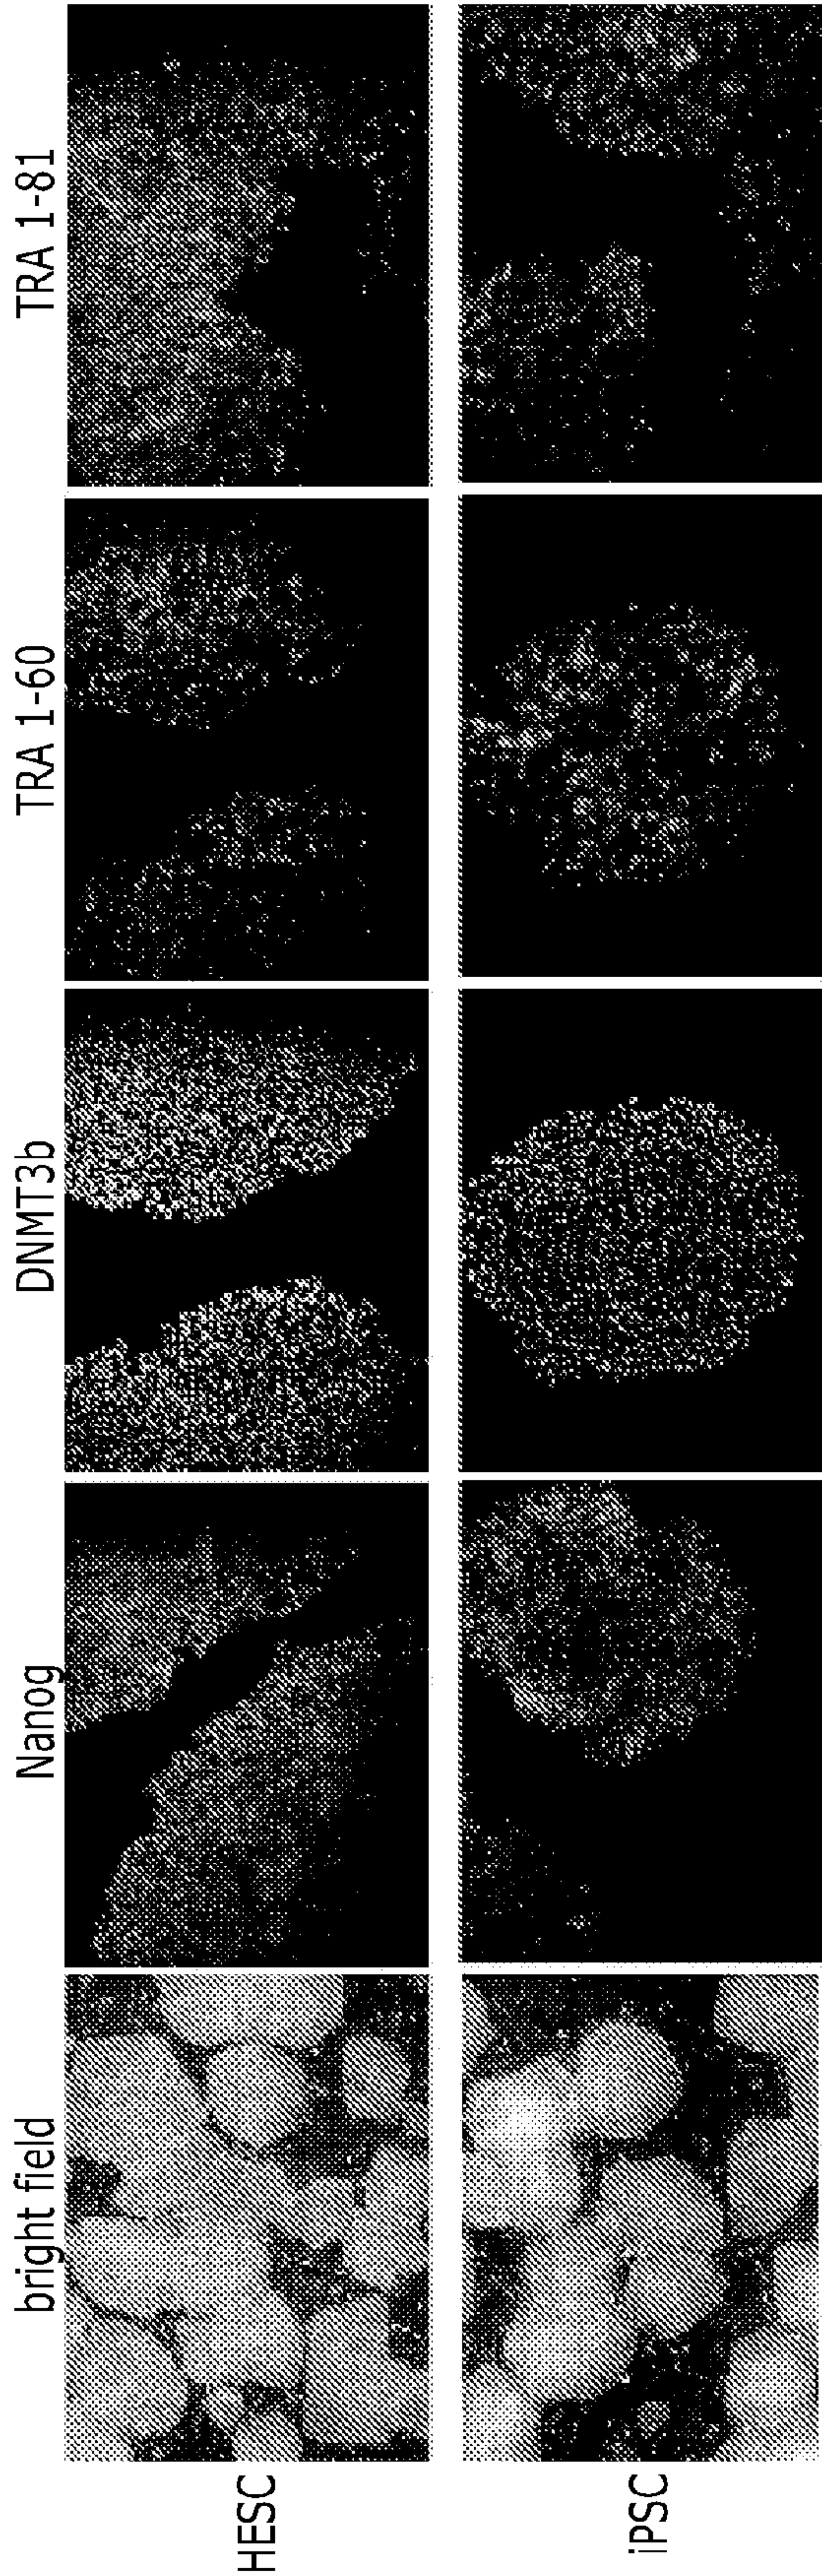 bright field
Nanog
DNMT3b
TRA 1-60
TRA 1-81
HESC
iPSC